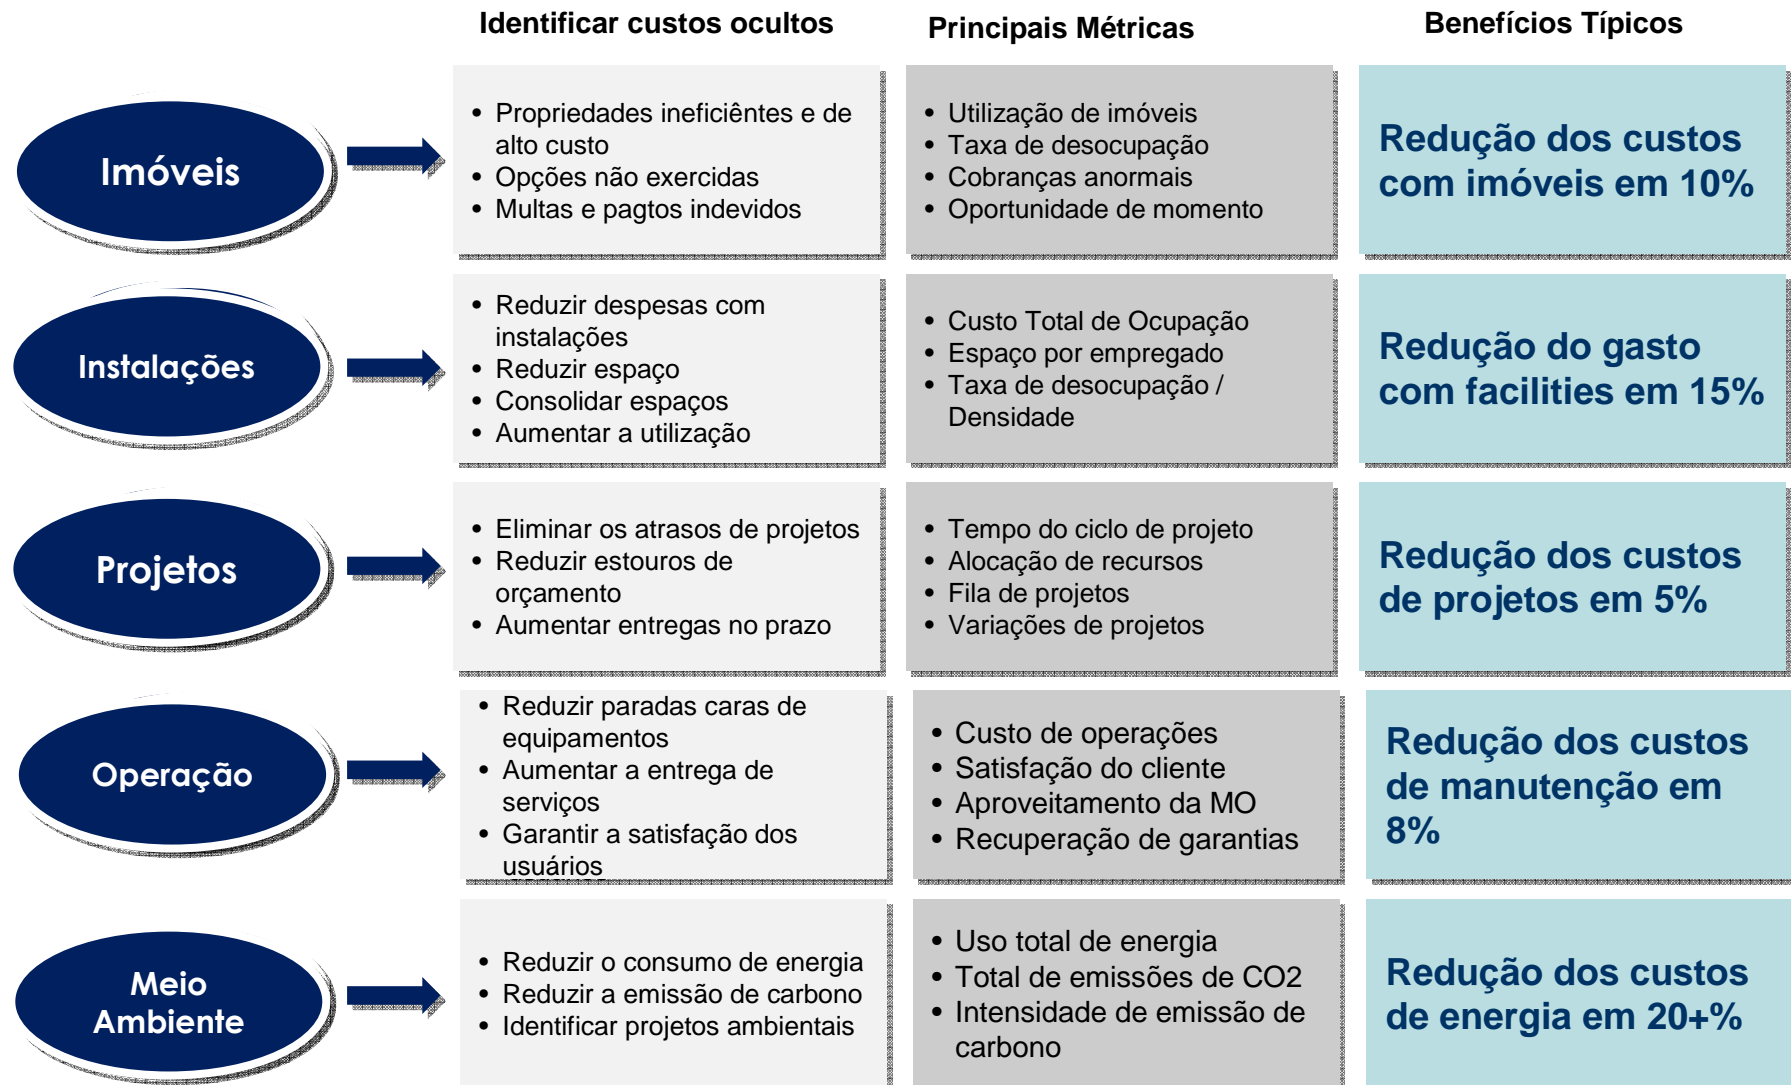 Identificar custos ocultos
Principais Métricas
Benefícios Típicos
Imóveis
• Propriedades ineficiêntes e de
alto custo
• Opções não exercidas
• Multas e pagtos indevidos
• Utilização de imóveis
• Taxa de desocupação
• Cobranças anormais
• Oportunidade de momento
Redução dos custos
com imóveis em 10%
Instalações
• Reduzir despesas com
instalações
• Reduzir espaço
• Consolidar espaços
• Aumentar a utilização
• Custo Total de Ocupação
• Espaço por empregado
• Taxa de desocupação /
Densidade
Redução do gasto
com facilities em 15%
Projetos
• Eliminar os atrasos de projetos
• Reduzir estouros de
orçamento
• Aumentar entregas no prazo
• Tempo do ciclo de projeto
• Alocação de recursos
• Fila de projetos
• Variações de projetos
Redução dos custos
de projetos em 5%
Operação
• Reduzir paradas caras de
equipamentos
• Aumentar a entrega de
serviços
• Garantir a satisfação dos
usuários
• Custo de operações
• Satisfação do cliente
• Aproveitamento da MO
• Recuperação de garantias
Redução dos custos
de manutenção em
8%
Meio
Ambiente
• Reduzir o consumo de energia
• Reduzir a emissão de carbono
• Identificar projetos ambientais
• Uso total de energia
• Total de emissões de CO2
• Intensidade de emissão de
carbono
Redução dos custos
de energia em 20+%